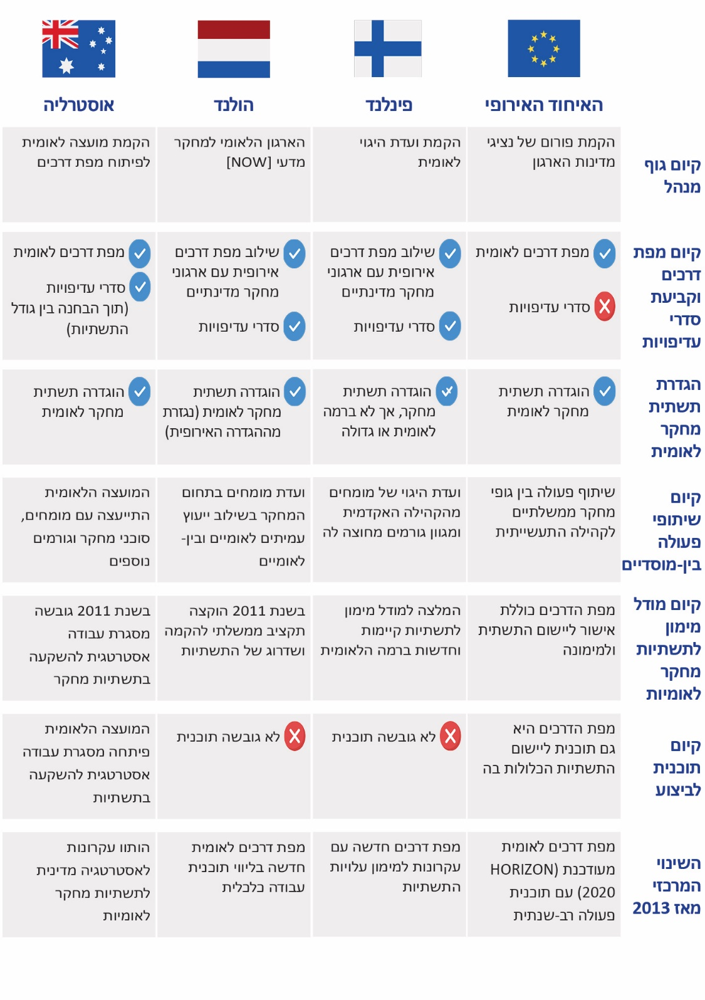 האיחוד האירופי
פינלנד
הולנד
אוסטרליה
קיום גוף
מנהל
הקמת פורום של נציגי
מדינות הארגון
הקמת ועדת היגוי
לאומית
הארגון הלאומי למחקר
מדעי [NOW]
הקמת מועצה לאומית
לפיתוח מפת דרכים
קיום מפת
דרכים
וקביעת
סדרי
עדיפויות
מפת דרכים לאומית
סדרי עדיפויות
שילוב מפת דרכים
אירופית עם ארגוני
מחקר מדינתיים
סדרי עדיפויות
שילוב מפת דרכים
אירופית עם ארגוני
מחקר מדינתיים
סדרי עדיפויות
מפת דרכים לאומית
סדרי עדיפויות
(תוך הבחנה בין גודל
התשתיות)
הגדרת
תשתית
מחקר
לאומית
הוגדרה תשתית
מחקר לאומית
הוגדרה תשתית
מחקר, אך לא ברמה
לאומית או גדולה
הוגדרה תשתית
מחקר לאומית (נגזרת
מההגדרה האירופית)
הוגדרה תשתית
מחקר לאומית
קיום
שיתופי
פעולה
בין-מוסדיים
שיתוף פעולה בין גופי
מחקר ממשלתיים
לקהילה התעשייתית
ועדת היגוי של מומחים
מהקהילה האקדמית
ומגוון גורמים מחוצה לה
ועדת מומחים בתחום
המחקר בשילוב ייעוץ
עמיתים לאומיים ובין-
לאומיים
המועצה הלאומית
התייעצה עם מומחים,
סוכני מחקר וגורמים
נוספים
קיום מודל
מימון
לתשתיות
מחקר
לאומיות
מפת הדרכים כוללת
אישור ליישום התשתית
ולמימונה
המלצה למודל מימון
לתשתיות קיימות
וחדשות ברמה הלאומית
בשנת 2011 הוקצה
תקציב ממשלתי להקמה
ושדרוג של התשתיות
בשנת 2011 גובשה
מסגרת עבודה
אסטרטגית להשקעה
בתשתיות מחקר
קיום
תוכנית
לביצוע
מפת הדרכים היא
גם תוכנית ליישום
התשתיות הכלולות בה
לא גובשה תוכנית
לא גובשה תוכנית
המועצה הלאומית
פיתחה מסגרת עבודה
אסטרטגית להשקעה
בתשתיות
השינוי
המרכזי
מאז 2013
מפת דרכים לאומית
מעודכנת (HORIZON
2020) עם תוכנית
פעולה רב-שנתית
מפת דרכים חדשה עם
עקרונות למימון עלויות
התשתיות
מפת דרכים לאומית
חדשה בליווי תוכנית
עבודה כלכלית
הותוו עקרונות
לאסטרטגיה מדינית
לתשתיות מחקר
לאומיות